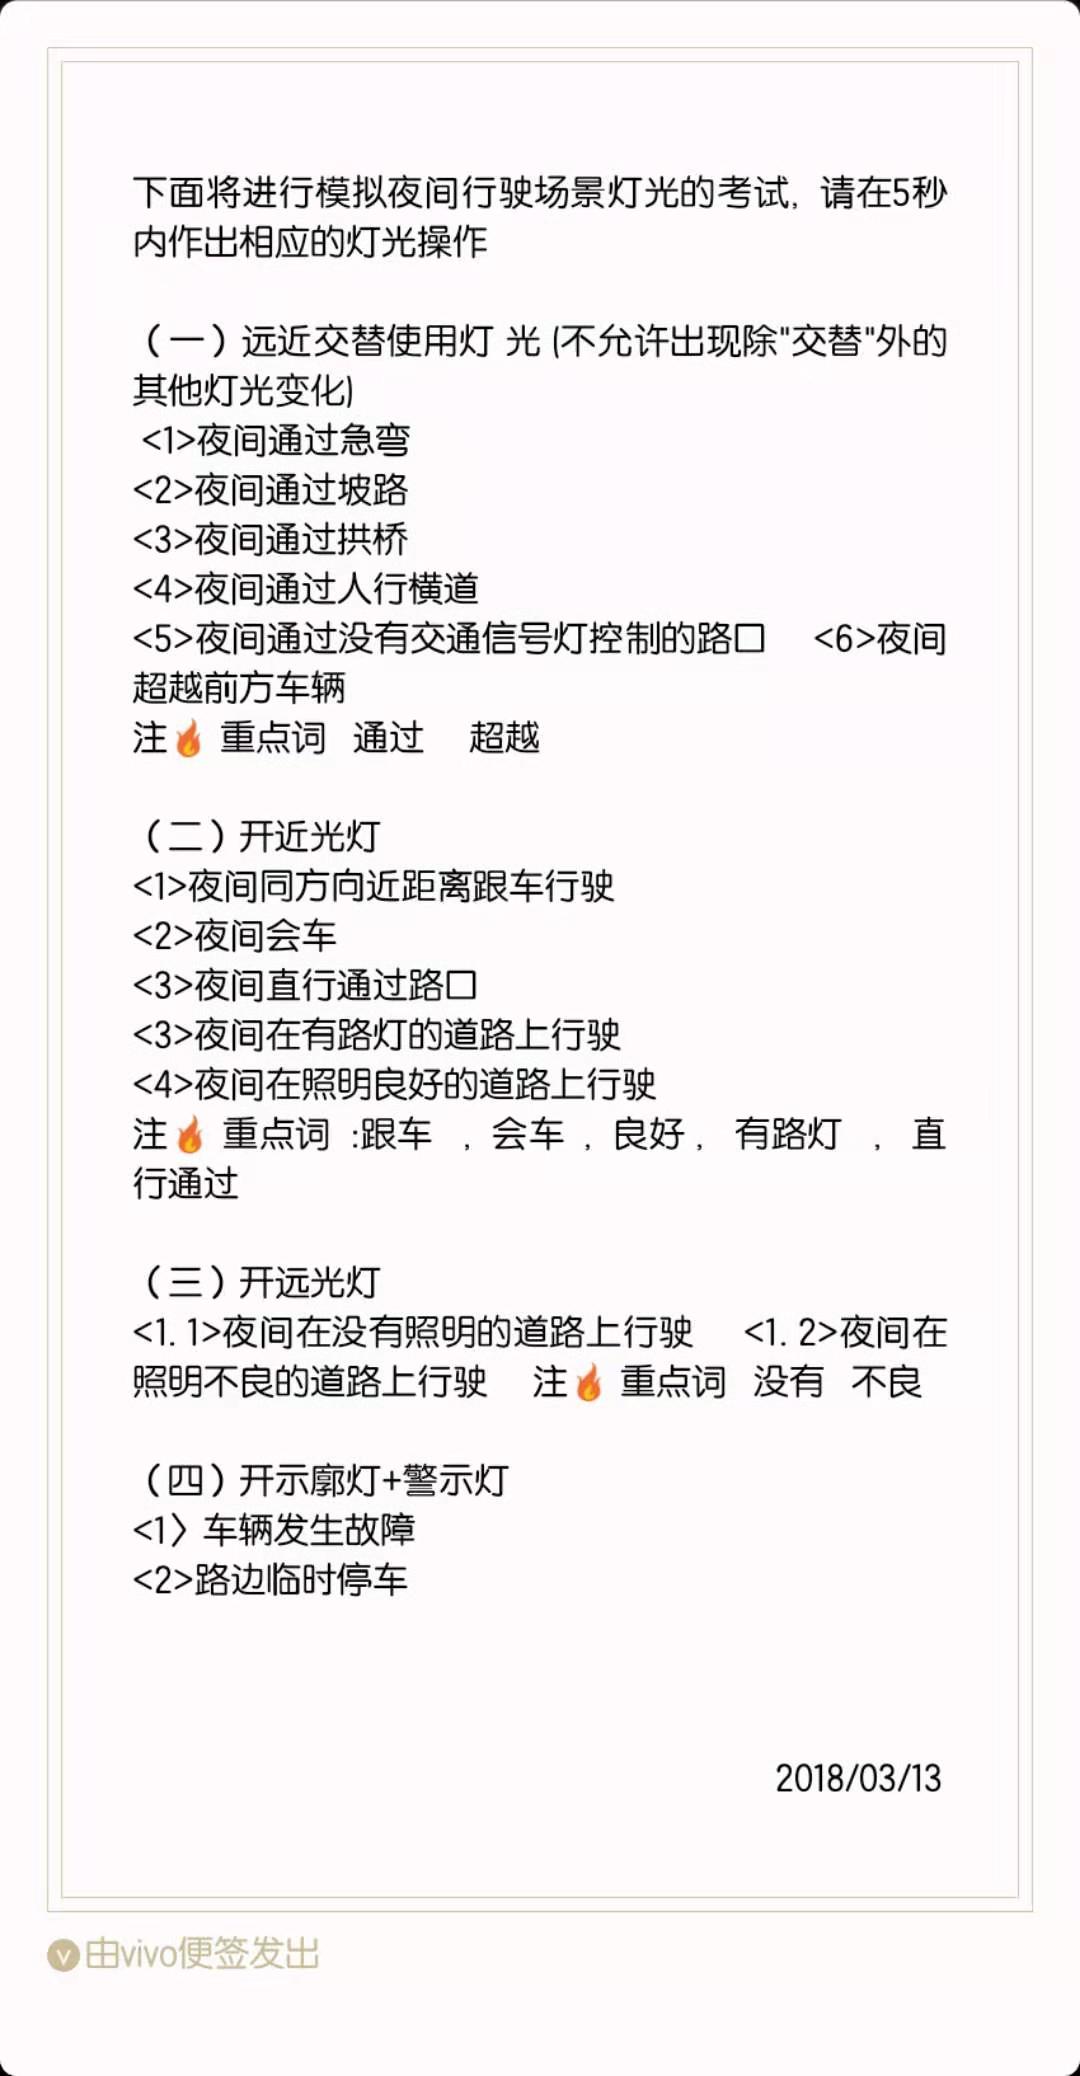 下面将进行模拟夜间行驶场景灯光的考试，请在5秒
内作出相应的灯光操作
（一）远近交替使用灯 光 (不允许出现除"交替"外的
其他灯光变化)
<1>夜间通过急弯
<2>夜间通过坡路
<3>夜间通过拱桥
<4>夜间通过人行横道
<5>夜间通过没有交通信号灯控制的路口 <6>夜间
超越前方车辆
注🔥 重点词 通过 超越
（二）开近光灯
<1>夜间同方向近距离跟车行驶
<2>夜间会车
<3>夜间直行通过路口
<3>夜间在有路灯的道路上行驶
<4>夜间在照明良好的道路上行驶
注🔥 重点词 :跟车 ，会车 ，良好， 有路灯 ， 直
行通过
（三）开远光灯
<1.1>夜间在没有照明的道路上行驶 <1.2>夜间在
照明不良的道路上行驶 注🔥 重点词 没有 不良
（四）开示廓灯+警示灯
<1〉车辆发生故障
<2>路边临时停车
2018/03/13
由vivo便签发出